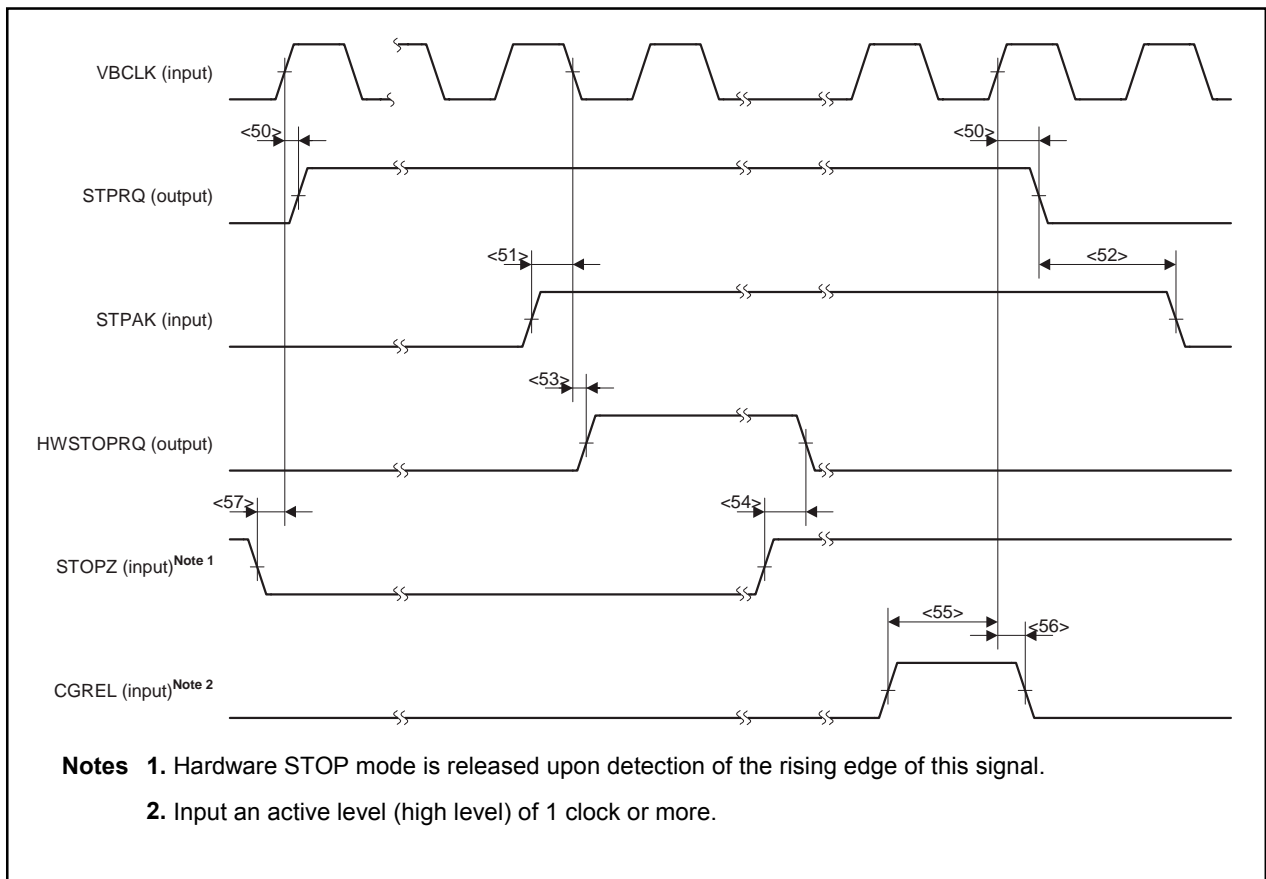 VBCLK (input)
<50>
<50>
STPRQ (output)
<51>
<52>
STPAK (input)
<53>
HWSTOPRQ (output)
<57>
<54>
STOPZ (input)Note 1
<55>
<56>
CGREL (input)Note 2
Notes 1. Hardware STOP mode is released upon detection of the rising edge of this signal.
2. Input an active level (high level) of 1 clock or more.